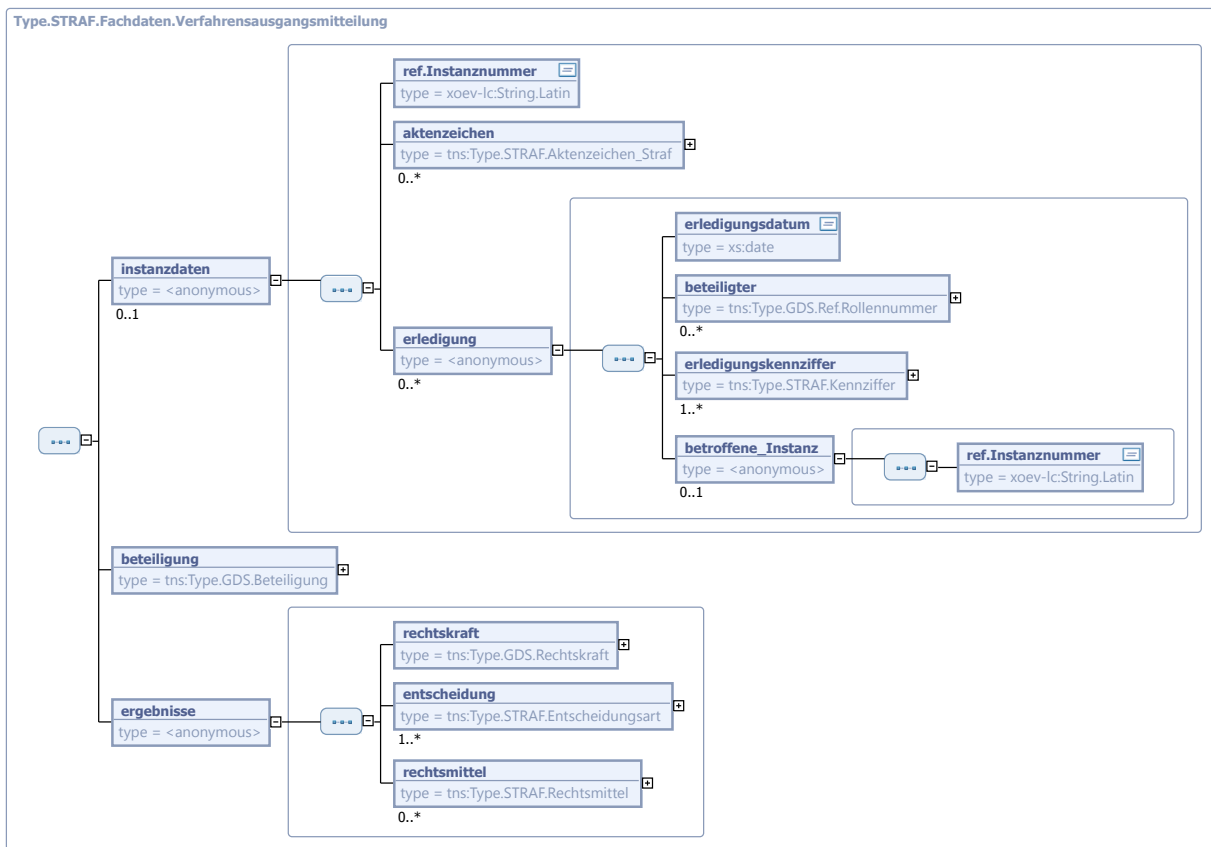 Type.STRAF.Fachdaten.Verfahrensausgangsmitteilung
ref.Instanznummer
type = xoev-lc:String.Latin
aktenzeichen
type = tns:Type.STRAF.Aktenzeichen_Straf
0..*
instanzdaten
type = <anonymous>
0..1
erledigung
type = <anonymous>
0..*
erledigungsdatum
type = xs:date
beteiligter
type = tns:Type.GDS.Ref.Rollennummer
0..*
erledigungskennziffer
type = tns:Type.STRAF.Kennziffer
1..*
betroffene_Instanz
type = <anonymous>
0..1
ref.Instanznummer
type = xoev-lc:String.Latin
beteiligung
type = tns:Type.GDS.Beteiligung
ergebnisse
type = <anonymous>
rechtskraft
type = tns:Type.GDS.Rechtskraft
entscheidung
type = tns:Type.STRAF.Entscheidungsart
1..*
rechtsmittel
type = tns:Type.STRAF.Rechtsmittel
0..*